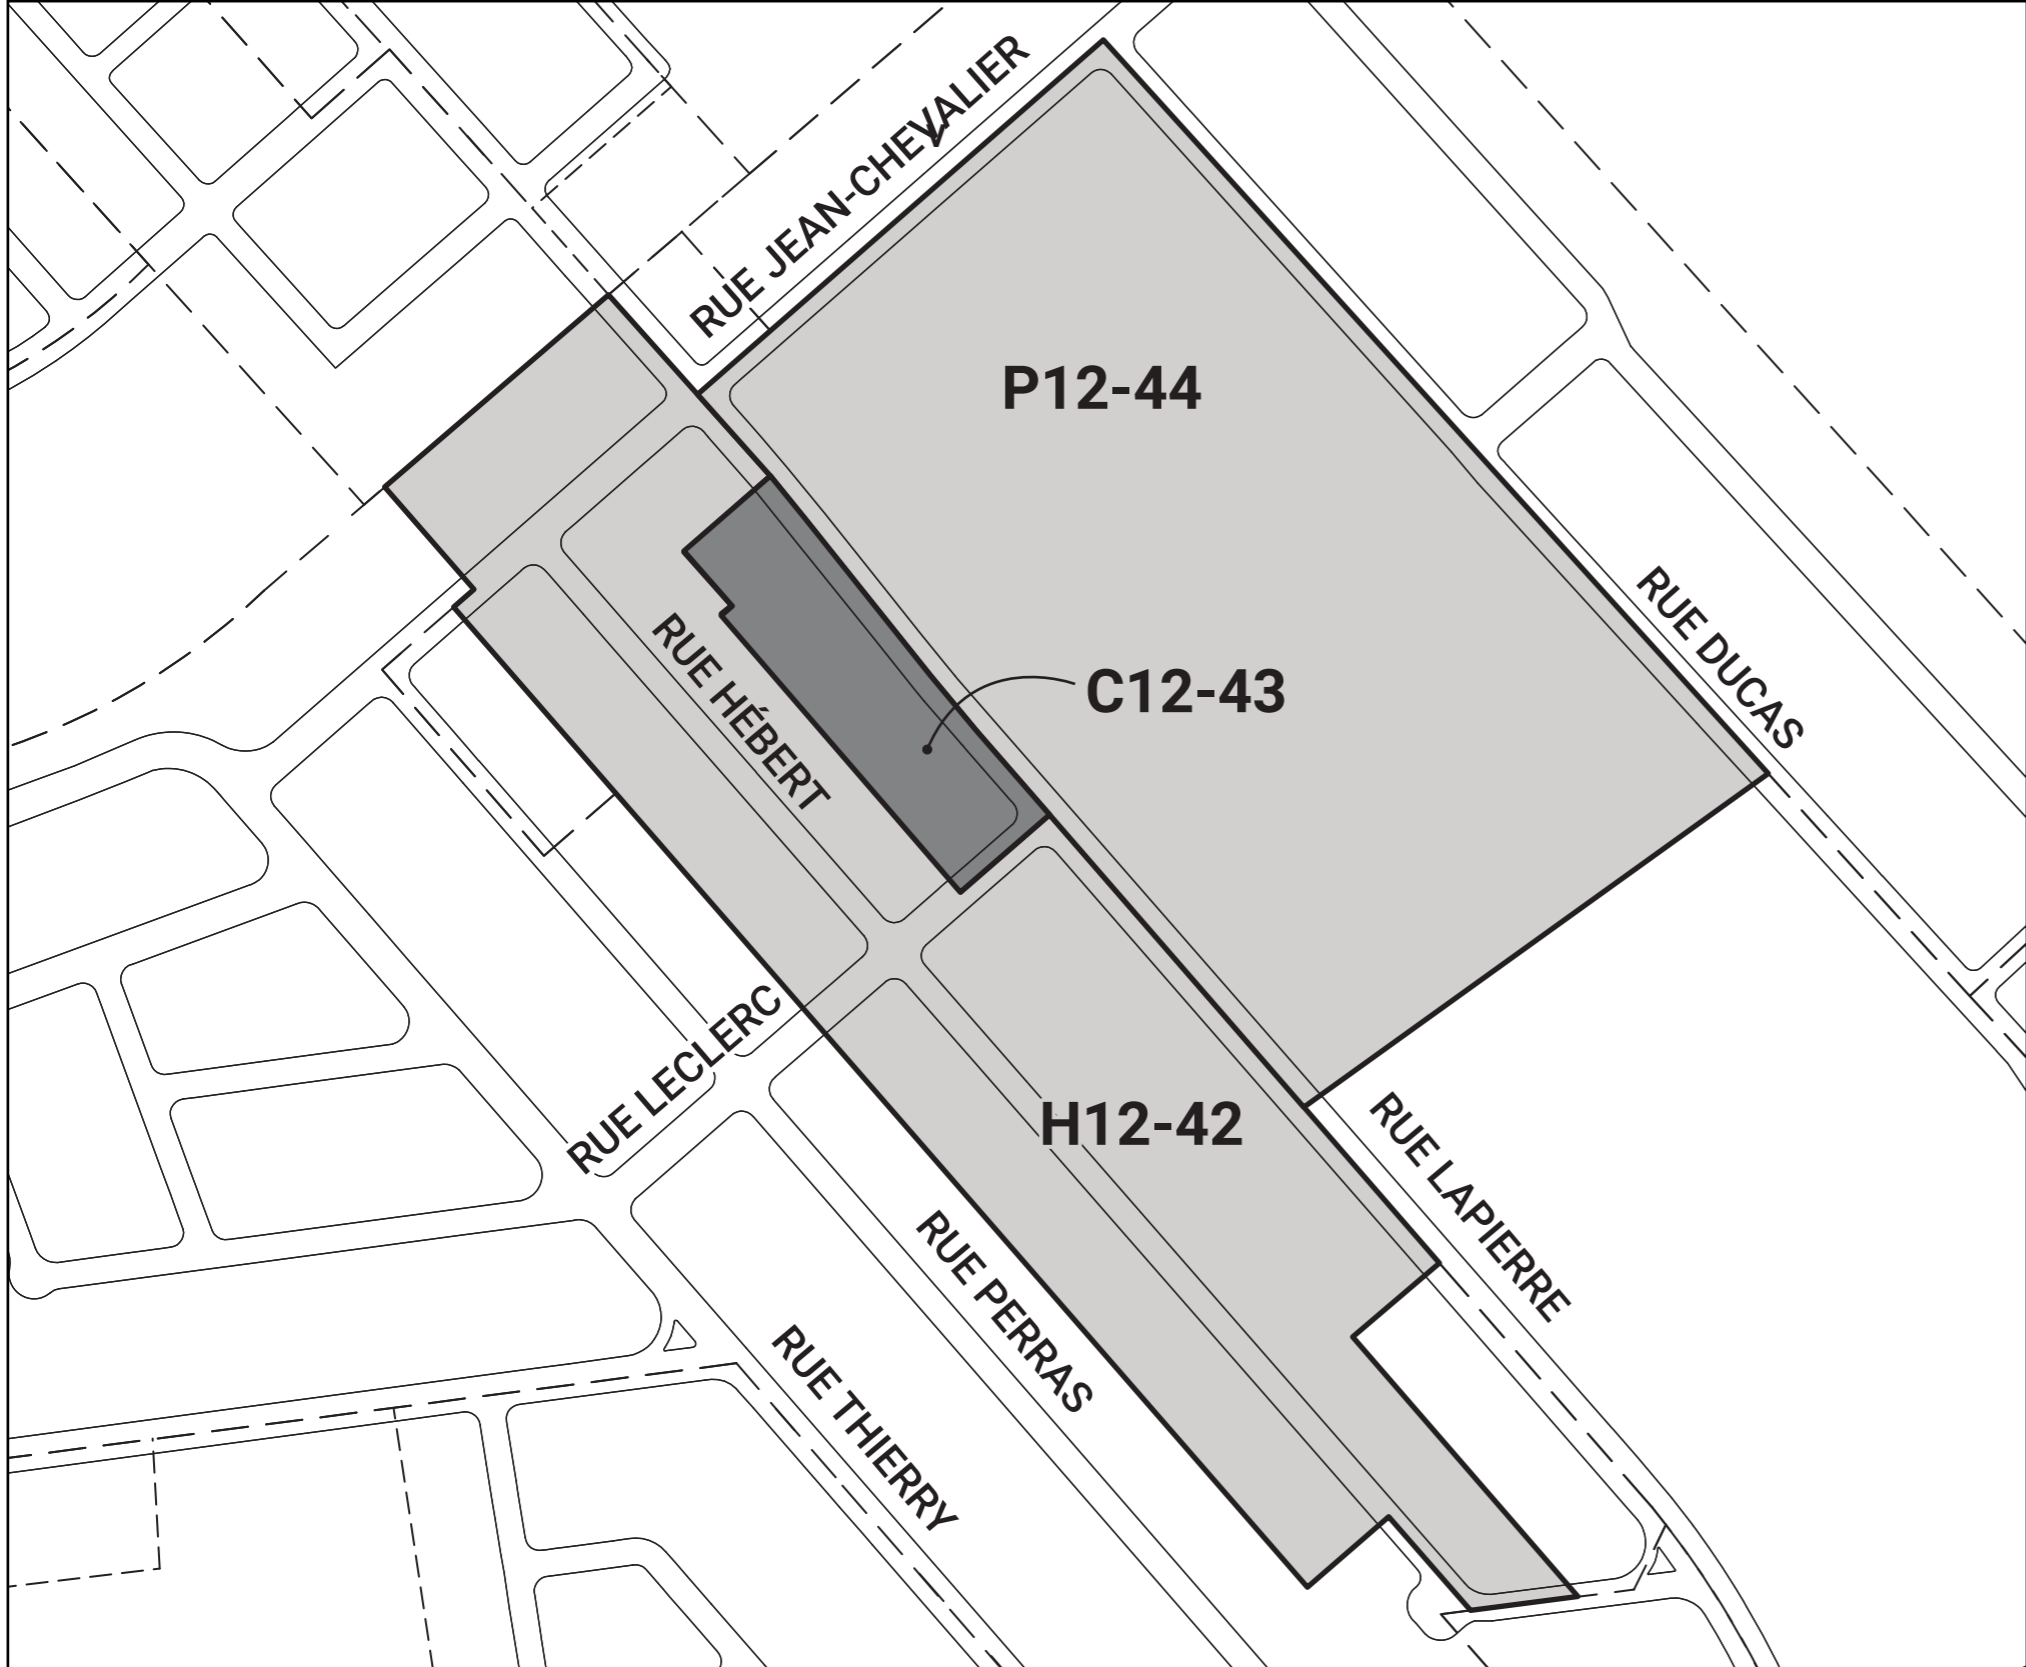 RUE JEAN-CHEVALIER
P12-44
RUE DUCAS
RUE HÉBERT
C12-43
RUE LECLERC
H12-42
RUE LAPIERRE
RUE PERRAS
RUE THIERRY